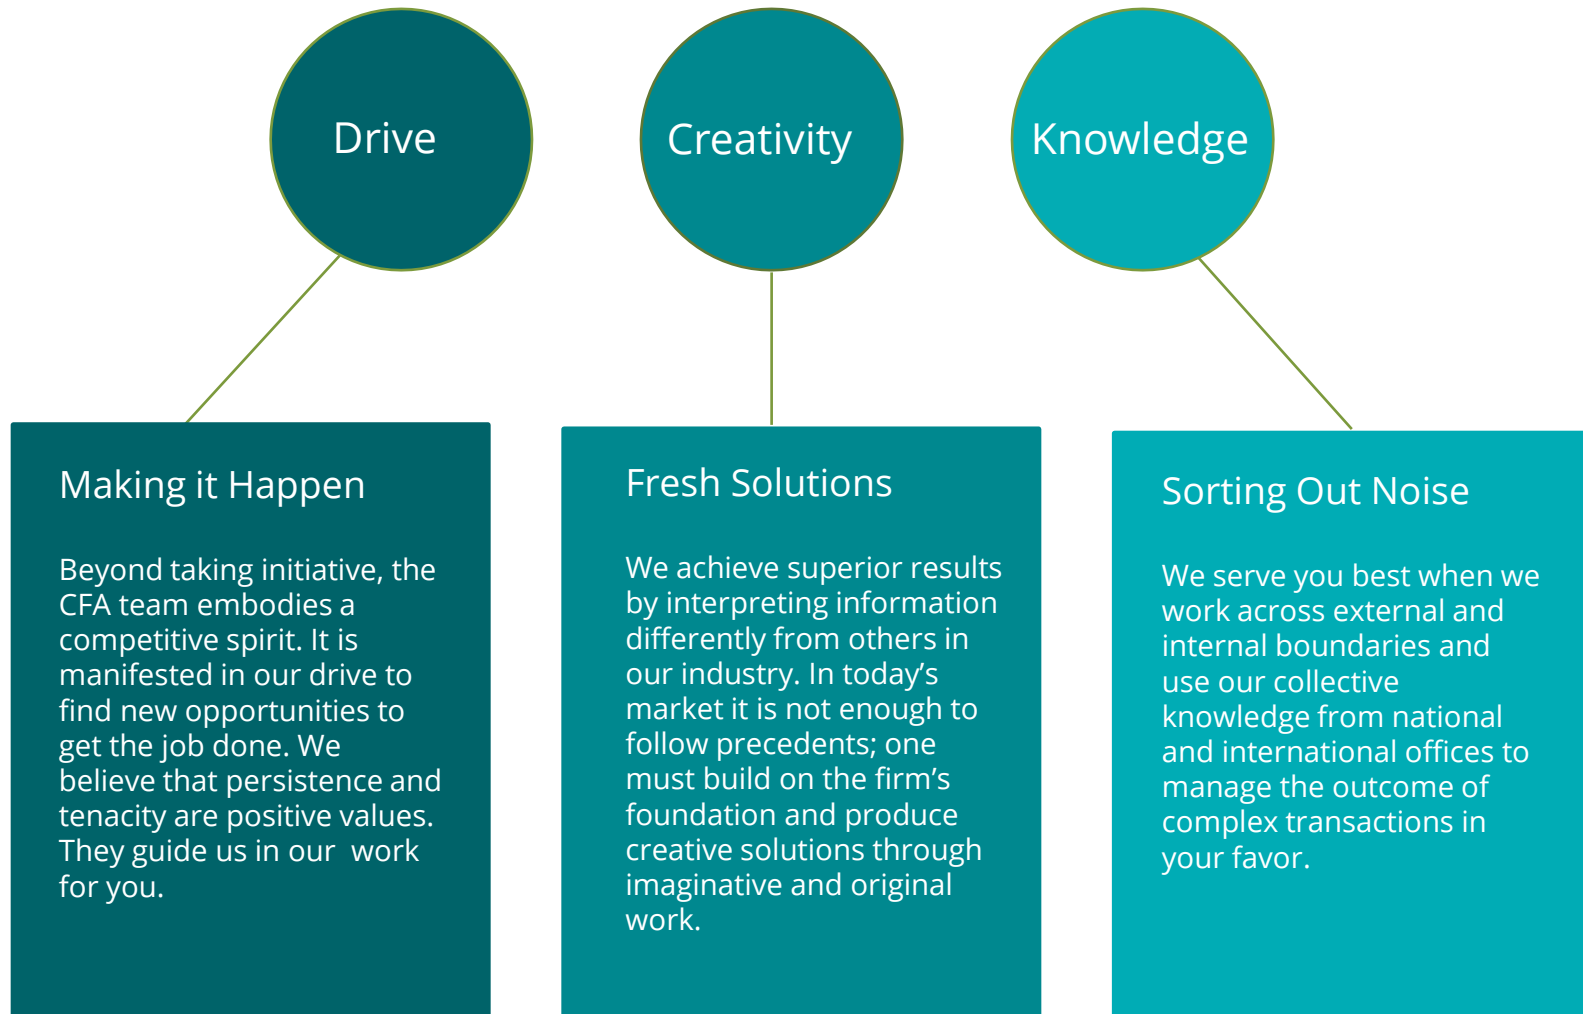 Drive
Creativity
Knowledge
Making it Happen
Beyond taking initiative, the
CFA team embodies a
competitive spirit. It is
manifested in our drive to
find new opportunities to
get the job done. We
believe that persistence and
tenacity are positive values.
They guide us in our  work
for you.
Fresh Solutions
We achieve superior results
by interpreting information
differently from others in
our industry. In today’s
market it is not enough to
follow precedents; one
must build on the firm’s
foundation and produce
creative solutions through
imaginative and original
work.
Sorting Out Noise
We serve you best when we
work across external and
internal boundaries and
use our collective
knowledge from national
and international offices to
manage the outcome of
complex transactions in
your favor.